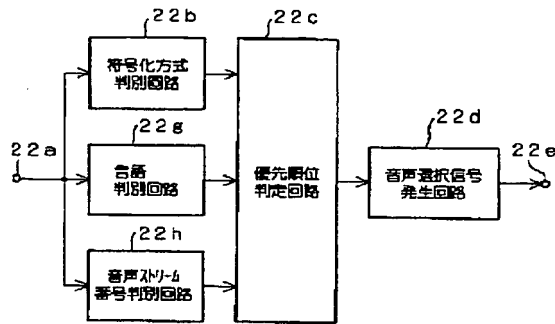 22b
符号化方式
判別回路
22c
22g
22a
言語
判別回路
優先順位
判定回路
22d
音声選択信号
発生回路
22e
22h
音声ストリーム
番号判別回路